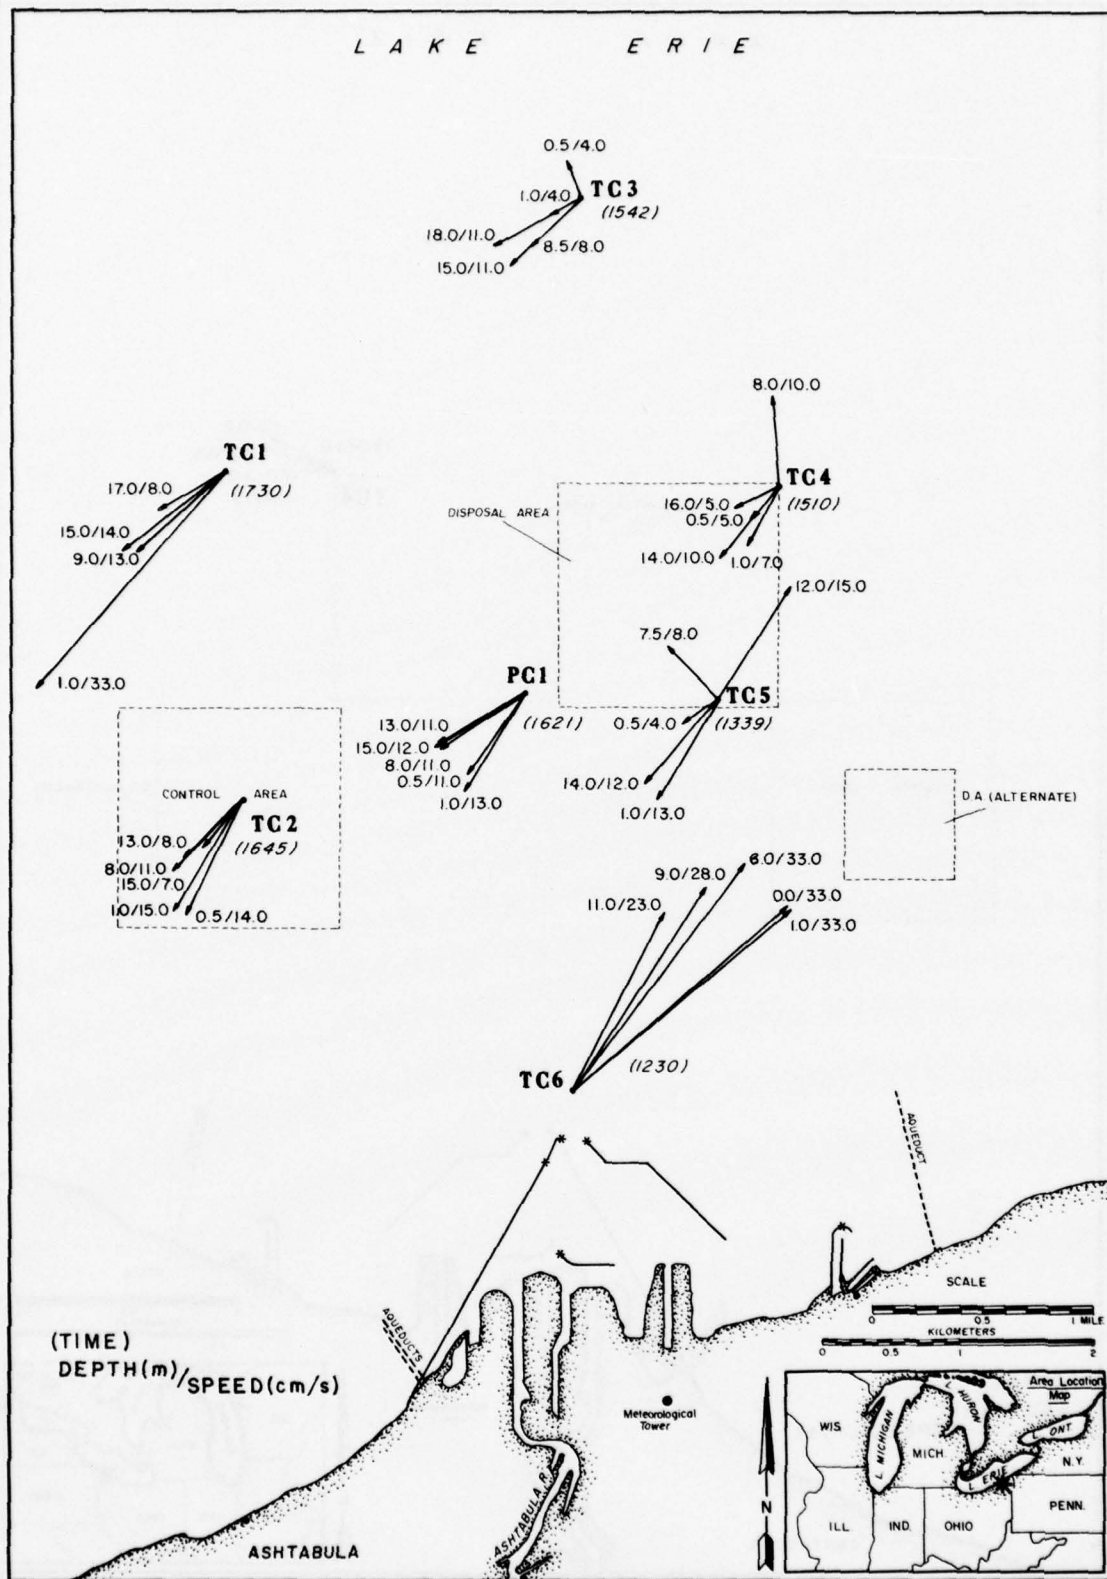 LAKE ERIE
0.5/4.0
TC3
1.0/4.0
(1542)
18.0/11.0
8.5/8.0
15.0/11.0
8.0/10.0
TC1
(1730)
17.0/8.0
15.0/14.0
9.0/13.0
1.0/33.0
TC4
(1510)
DISPOSAL AREA
16.0/5.0
0.5/5.0
14.0/10.0
1.0/7.0
12.0/15.0
7.5/8.0
PC1
(1621)
13.0/11.0
15.0/12.0
8.0/11.0
0.5/11.0
1.0/13.0
TC5
(1339)
0.5/4.0
14.0/12.0
1.0/13.0
CONTROL AREA
TC2
(1645)
13.0/8.0
8.0/11.0
15.0/7.0
1.0/15.0
0.5/14.0
D.A (ALTERNATE)
6.0/33.0
9.0/28.0
11.0/23.0
0.0/33.0
1.0/33.0
TC6
(1230)
AQUEDUCT
SCALE
0 0.5 1 MILE
KILOMETERS
0 0.5 1 2
(TIME)
DEPTH(m)/SPEED(cm/s)
AQUEDUCTS
Meteorological
Tower
ASHTABULA R.
ASHTABULA
N
Area Location
Map
WIS.
L. MICHIGAN
MICH.
HURON
L. ONT
N.Y.
L. ERIE
PENN.
ILL
IND.
OHIO